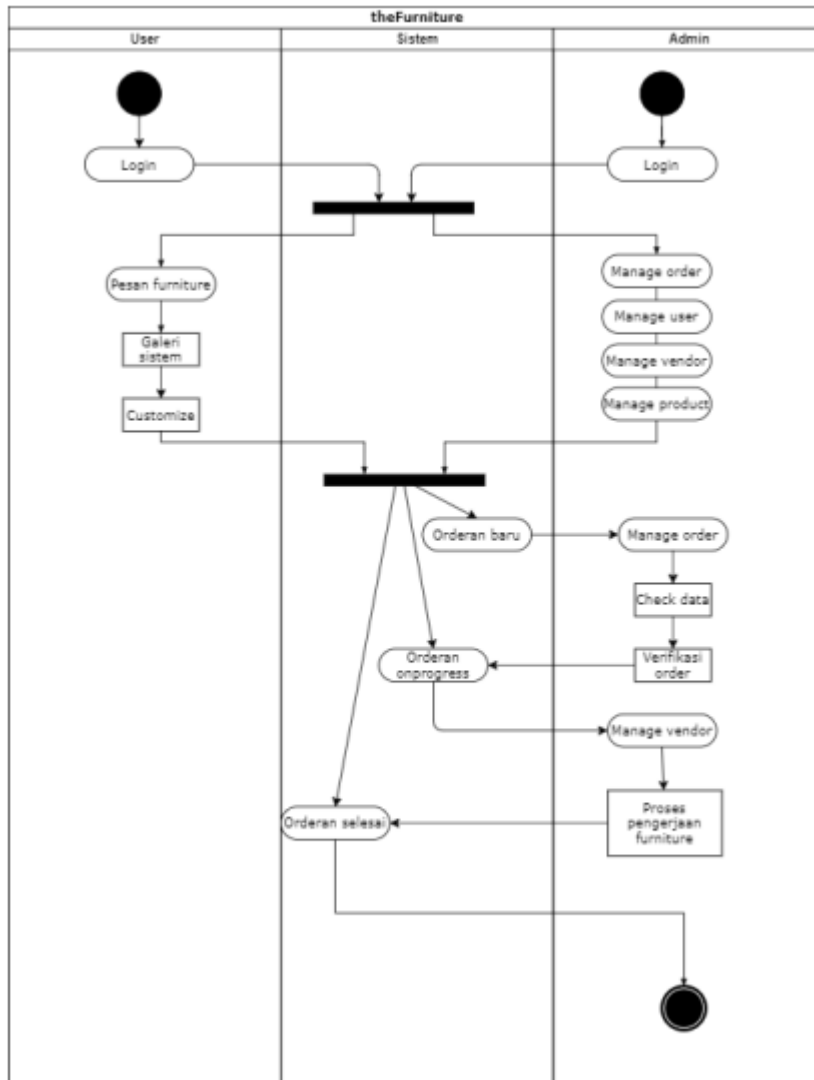 theFurniture
User
Sistem
Admin
Login
Login
Pesan furniture
Manage order
Manage user
Galeri
sistem
Manage vendor
Customize
Manage product
Orderan baru
Manage order
Check data
Orderan
onprogress
Verifikasi
order
Manage vendor
Orderan selesai
Proses
pengerjaan
furniture